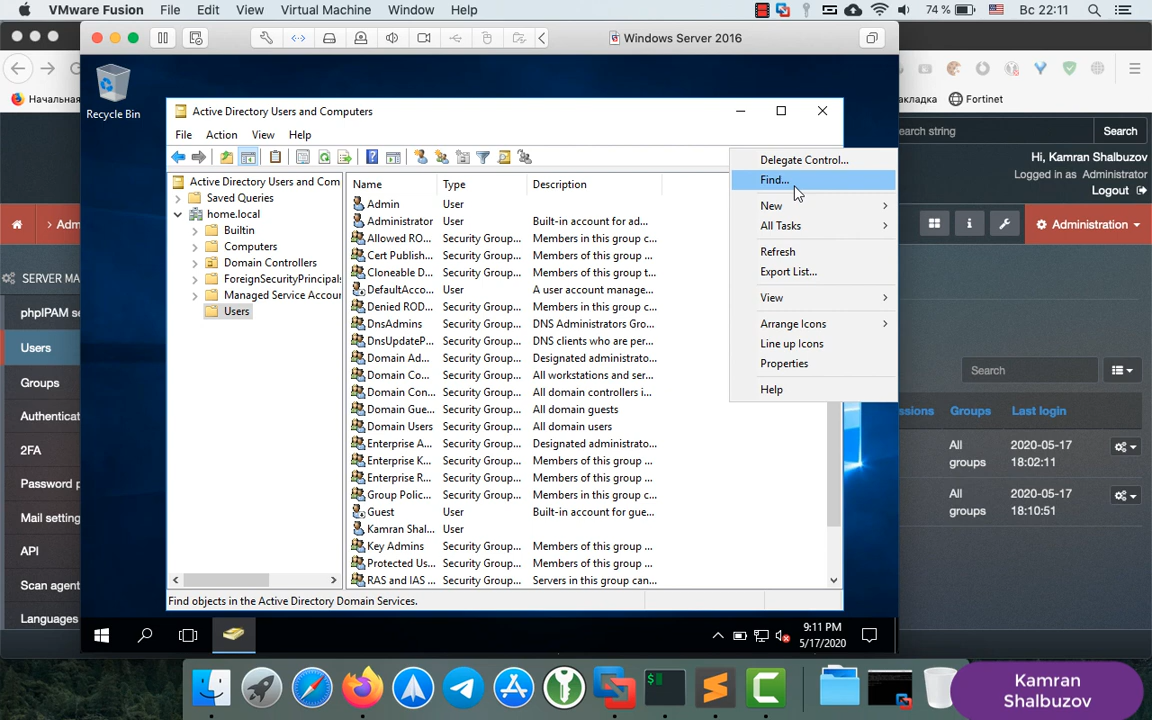 VMware Fusion File Edit View Virtual Machine Window Help 74 % Вс 22:11
Windows Server 2016
Начальная
акладка Fortinet
Recycle Bin
Active Directory Users and Computers
File Action View Help
earch string Search
Hi, Kamran Shalbuzov
Logged in as Administrator
Logout
> Adm
Administration
SERVER MA
phpIPAM se
Users
Groups
Authenticat
2FA
Password p
Mail setting
API
Scan agent
Languages
Active Directory Users and Com
Saved Queries
home.local
Builtin
Computers
Domain Controllers
ForeignSecurityPrincipals
Managed Service Accour
Users
Name Type Description
Admin User
Administrator User Built-in account for ad...
Allowed RO... Security Group... Members in this group c...
Cert Publish... Security Group... Members of this group ...
Cloneable D... Security Group... Members of this group t...
DefaultAcco... User A user account manage...
Denied ROD... Security Group... Members in this group c...
DnsAdmins Security Group... DNS Administrators Gro...
DnsUpdateP... Security Group... DNS clients who are per...
Domain Ad... Security Group... Designated administrato...
Domain Co... Security Group... All workstations and ser...
Domain Con... Security Group... All domain controllers i...
Domain Gue... Security Group... All domain guests
Domain Users Security Group... All domain users
Enterprise A... Security Group... Designated administrato...
Enterprise K... Security Group... Members of this group ...
Enterprise R... Security Group... Members of this group ...
Group Polic... Security Group... Members in this group c...
Guest User Built-in account for gue...
Kamran Shal... User
Key Admins Security Group... Members of this group ...
Protected Us... Security Group... Members of this group ...
RAS and IAS ... Security Group... Servers in this group can...
Find objects in the Active Directory Domain Services.
Delegate Control...
Find...
New
All Tasks
Refresh
Export List...
View
Arrange Icons
Line up Icons
Properties
Help
Search
ssions Groups Last login
All groups 2020-05-17 18:02:11
All groups 2020-05-17 18:10:51
9:11 PM
5/17/2020
Kamran
Shalbuzov